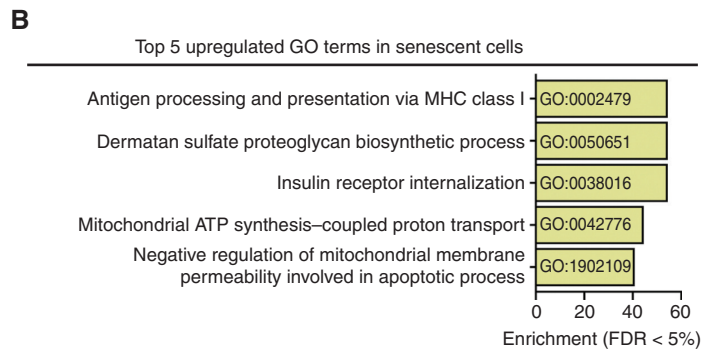 B
Top 5 upregulated GO terms in senescent cells
Antigen processing and presentation via MHC class I GO:0002479
Dermatan sulfate proteoglycan biosynthetic process GO:0050651
Insulin receptor internalization GO:0038016
Mitochondrial ATP synthesis–coupled proton transport GO:0042776
Negative regulation of mitochondrial membrane
permeability involved in apoptotic process GO:1902109
0 20 40 60
Enrichment (FDR < 5%)